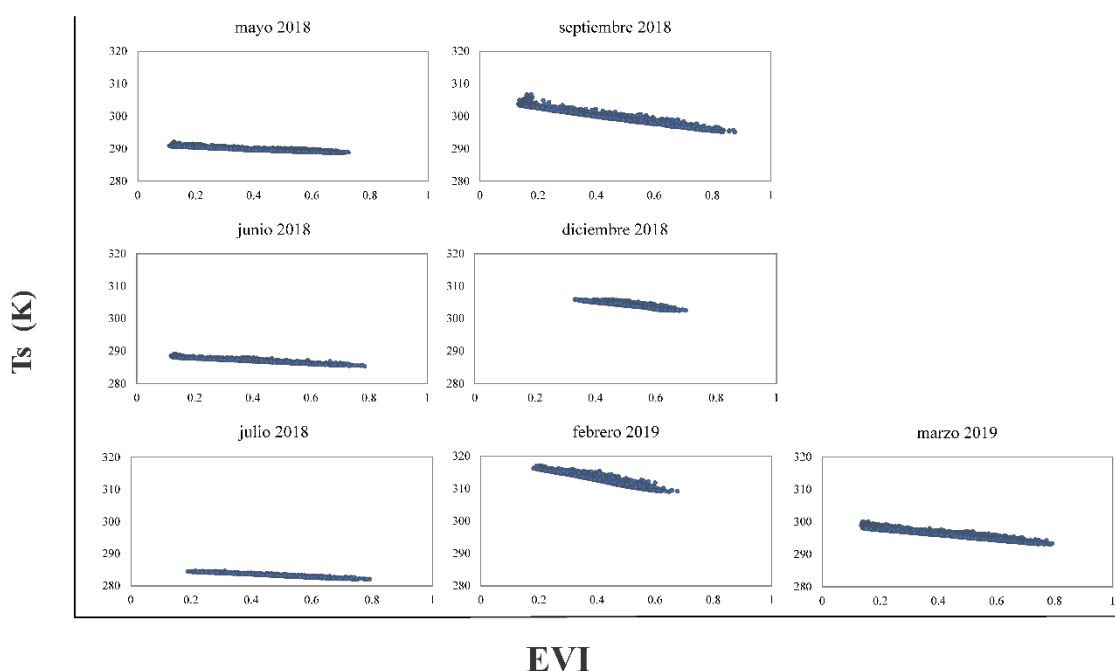 mayo 2018
320
310
300
290
280
0 0.2 0.4 0.6 0.8 1
septiembre 2018
320
310
300
290
280
0 0.2 0.4 0.6 0.8 1
junio 2018
320
310
300
290
280
0 0.2 0.4 0.6 0.8 1
diciembre 2018
320
310
300
290
280
0 0.2 0.4 0.6 0.8 1
julio 2018
320
310
300
290
280
0 0.2 0.4 0.6 0.8 1
febrero 2019
320
310
300
290
280
0 0.2 0.4 0.6 0.8 1
marzo 2019
320
310
300
290
280
0 0.2 0.4 0.6 0.8 1
Ts (K)
EVI